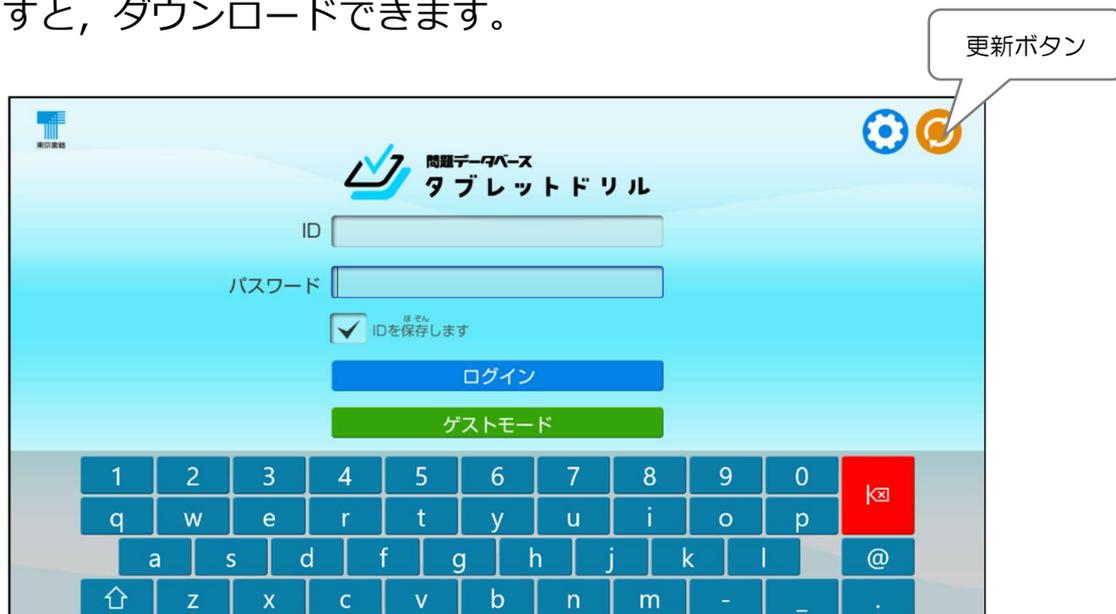 すと，ダウンロードできます。
更新ボタン
東京書籍
問題データベース
タブレットドリル
ID
パスワード
ほぞん
IDを保存します
ログイン
ゲストモード
1 2 3 4 5 6 7 8 9 0
q w e r t y u i o p
a s d f g h j k l @
z x c v b n m - _ .